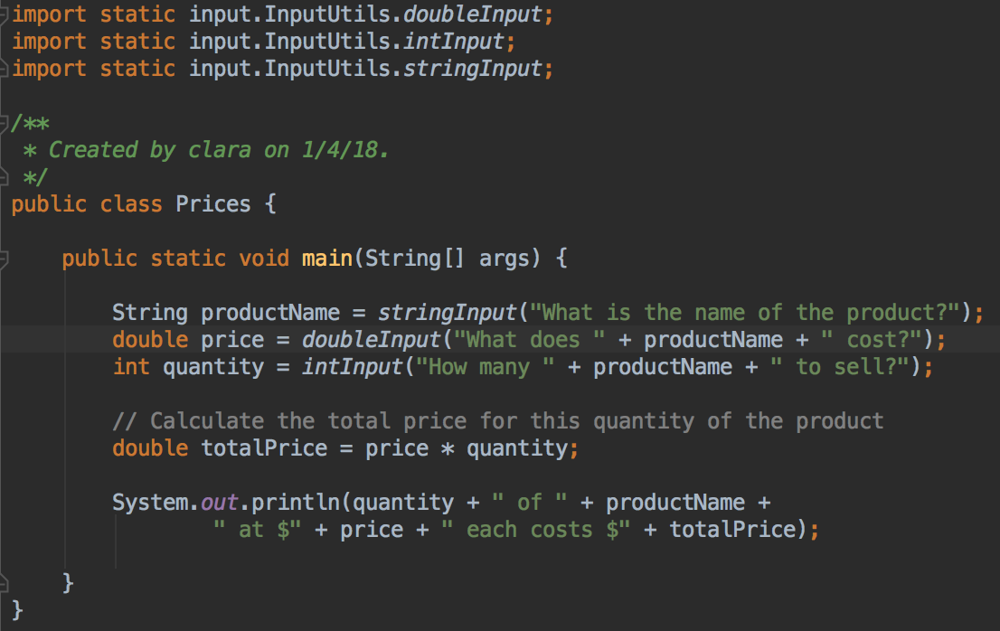 import static input.InputUtils.doubleInput;
import static input.InputUtils.intInput;
import static input.InputUtils.stringInput;

/**
 * Created by clara on 1/4/18.
 */
public class Prices {

    public static void main(String[] args) {

        String productName = stringInput("What is the name of the product?");
        double price = doubleInput("What does " + productName + " cost?");
        int quantity = intInput("How many " + productName + " to sell?");

        // Calculate the total price for this quantity of the product
        double totalPrice = price * quantity;

        System.out.println(quantity + " of " + productName +
                " at $" + price + " each costs $" + totalPrice);

    }
}